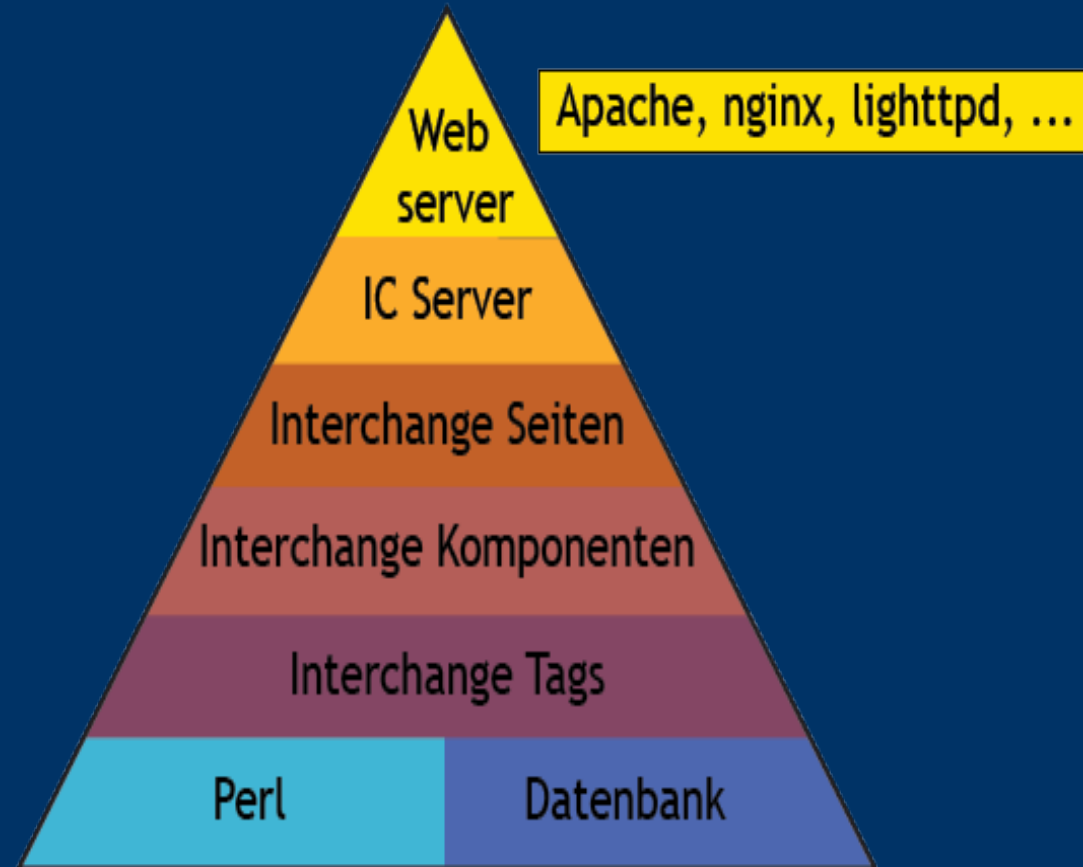 Web
server
Apache, nginx, lighttpd, ...
IC Server
Interchange Seiten
Interchange Komponenten
Interchange Tags
Perl
Datenbank